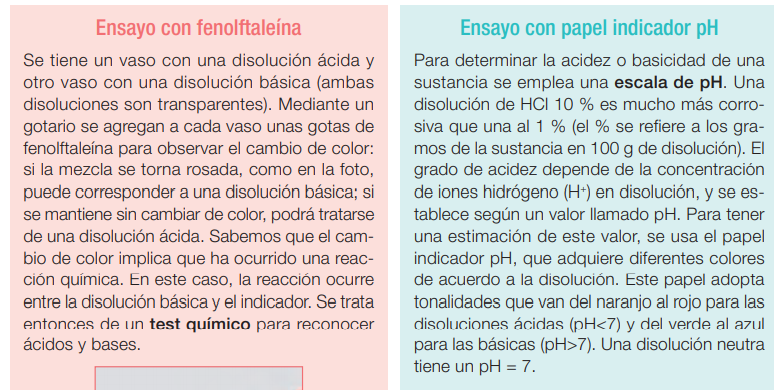 Ensayo con fenolftaleína
Se tiene un vaso con una disolución ácida y
otro vaso con una disolución básica (ambas
disoluciones son transparentes). Mediante un
gotario se agregan a cada vaso unas gotas de
fenolftaleína para observar el cambio de color:
si la mezcla se torna rosada, como en la foto,
puede corresponder a una disolución básica; si
se mantiene sin cambiar de color, podrá tratarse
de una disolución ácida. Sabemos que el cam-
bio de color implica que ha ocurrido una reac-
ción química. En este caso, la reacción ocurre
entre la disolución básica y el indicador. Se trata
entonces de un test químico para reconocer
ácidos y bases.
Ensayo con papel indicador pH
Para determinar la acidez o basicidad de una
sustancia se emplea una escala de pH. Una
disolución de HCl 10 % es mucho más corro-
siva que una al 1 % (el % se refiere a los gra-
mos de la sustancia en 100 g de disolución). El
grado de acidez depende de la concentración
de iones hidrógeno (H⁺) en disolución, y se es-
tablece según un valor llamado pH. Para tener
una estimación de este valor, se usa el papel
indicador pH, que adquiere diferentes colores
de acuerdo a la disolución. Este papel adopta
tonalidades que van del naranjo al rojo para las
disoluciones ácidas (pH<7) y del verde al azul
para las básicas (pH>7). Una disolución neutra
tiene un pH = 7.